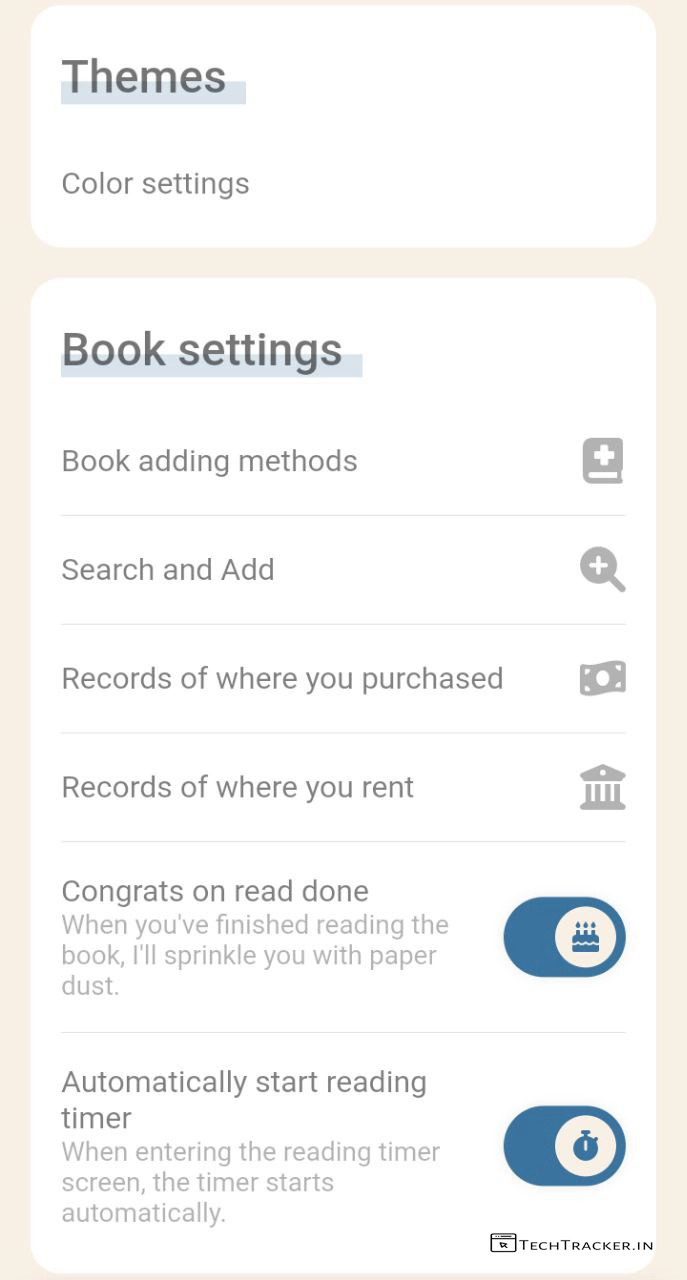 Themes
Color settings
Book settings
Book adding methods
Search and Add
Records of where you purchased
Records of where you rent
Congrats on read done
When you've finished reading the
book, I'll sprinkle you with paper
dust.
Automatically start reading
timer
When entering the reading timer
screen, the timer starts
automatically.
TECHTRACKER.IN